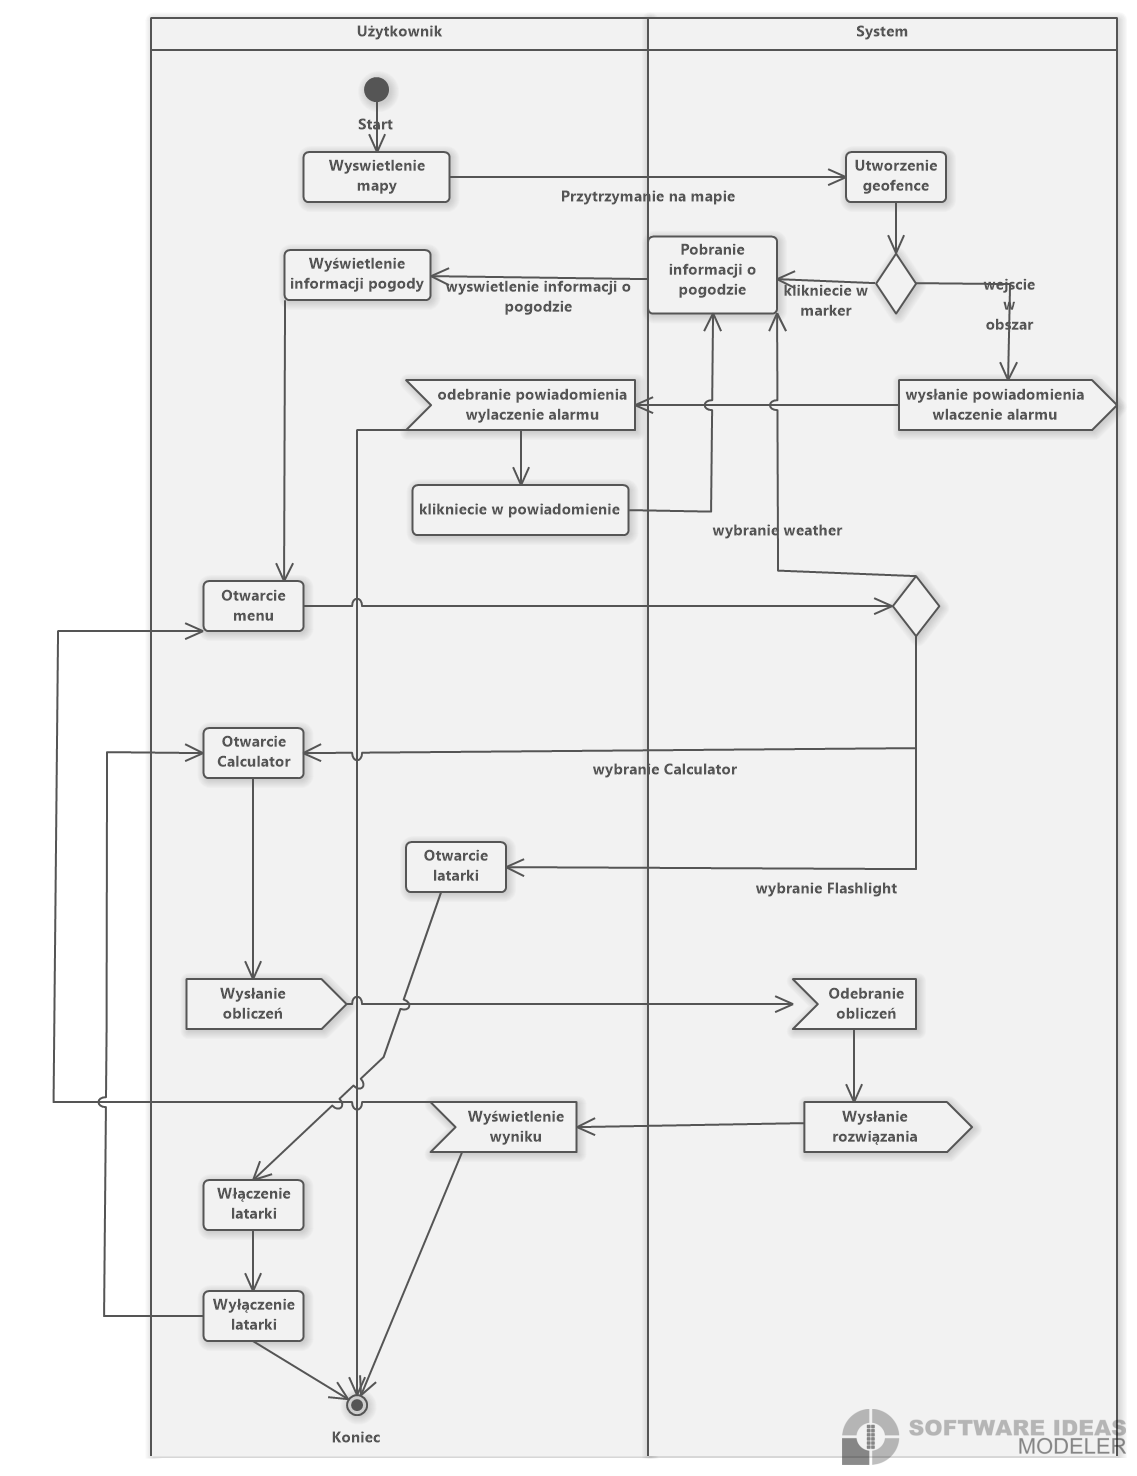 Użytkownik
System
Start
Wyswietlenie
mapy
Przytrzymanie na mapie
Utworzenie
geofence
Wyświetlenie
informacji pogody
wyswietlenie informacji o
pogodzie
Pobranie
informacji o
pogodzie
klikniecie w
marker
wejscie
w
obszar
odebranie powiadomienia
wylaczenie alarmu
wysłanie powiadomienia
wlaczenie alarmu
klikniecie w powiadomienie
wybranie weather
Otwarcie
menu
Otwarcie
Calculator
wybranie Calculator
Otwarcie
latarki
wybranie Flashlight
Wysłanie
obliczeń
Odebranie
obliczeń
Wyświetlenie
wyniku
Wysłanie
rozwiązania
Włączenie
latarki
Wyłączenie
latarki
Koniec
SOFTWARE IDEAS
MODELER